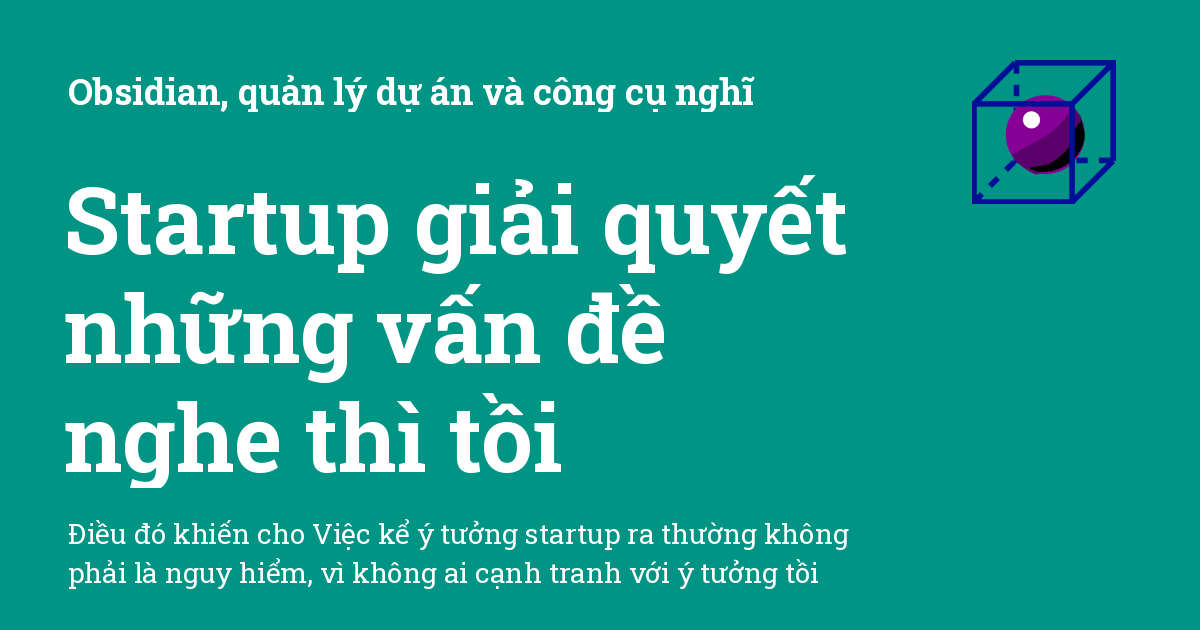 Obsidian, quản lý dự án và công cụ nghĩ
Startup giải quyết
những vấn đề
nghe thì tồi
Điều đó khiến cho Việc kể ý tưởng startup ra thường không
phải là nguy hiểm, vì không ai cạnh tranh với ý tưởng tồi